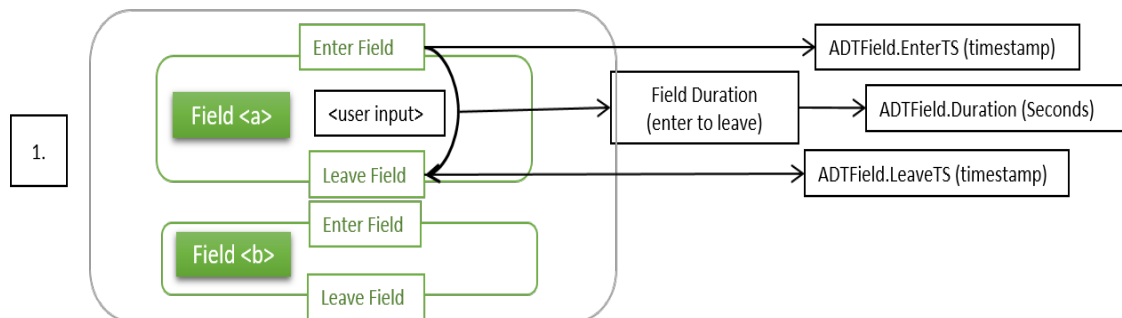 Enter Field
ADTField.EnterTS (timestamp)
Field <a>
<user input>
Field Duration
(enter to leave)
ADTField.Duration (Seconds)
1.
Leave Field
ADTField.LeaveTS (timestamp)
Enter Field
Field <b>
Leave Field